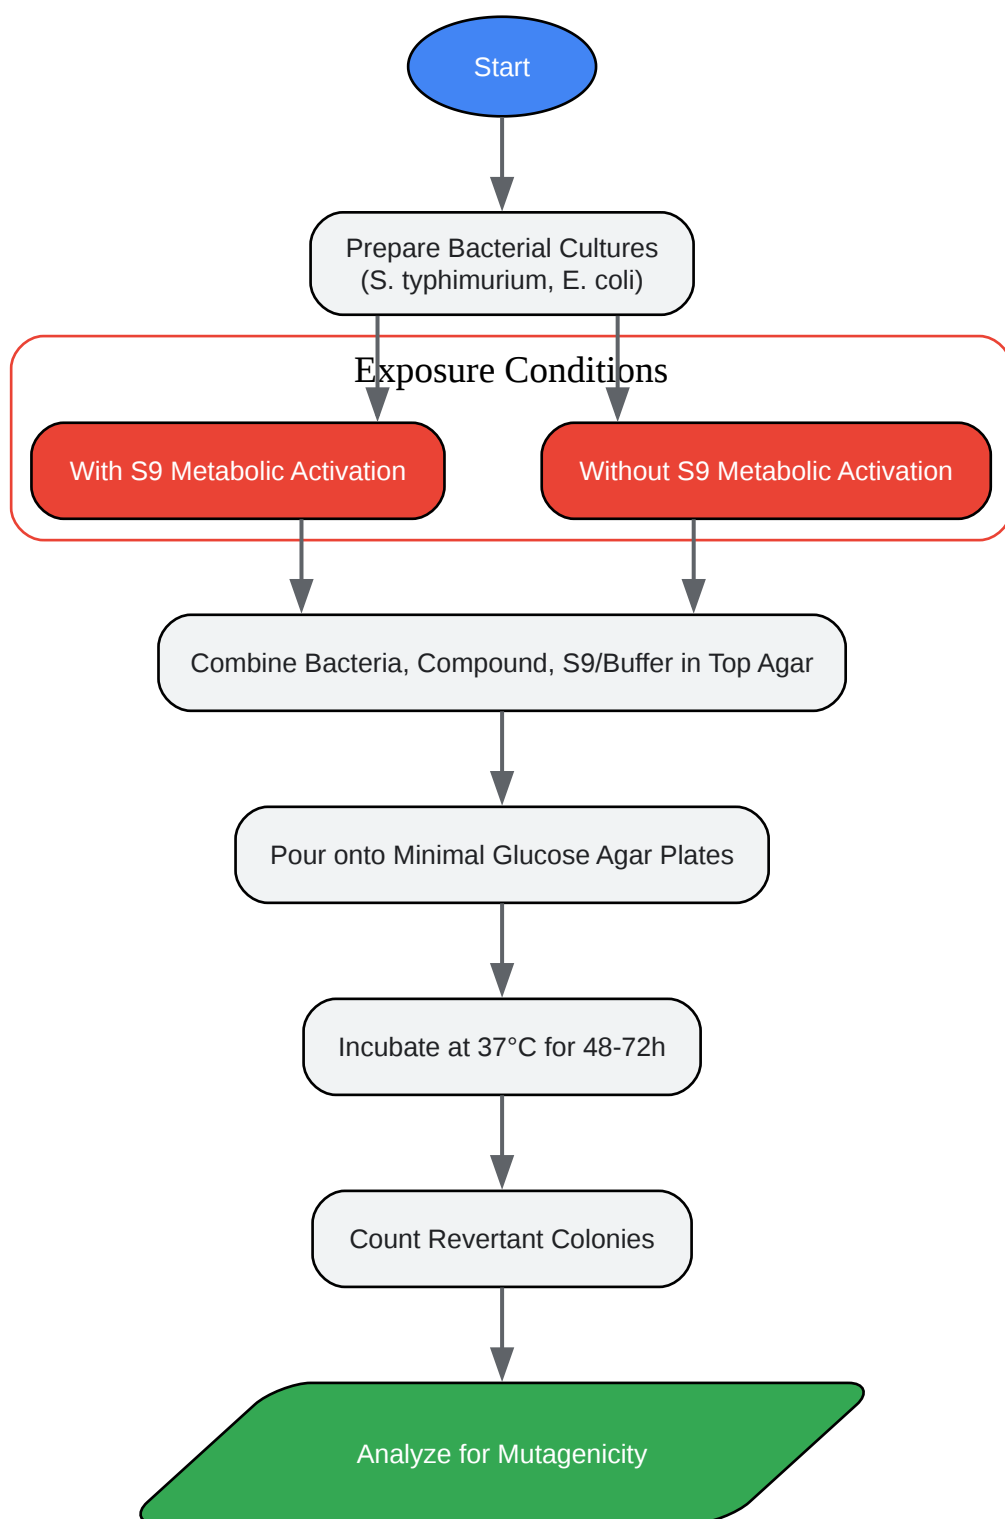 Start
Prepare Bacterial Cultures
(S. typhimurium, E. coli)
Exposure Conditions
With S9 Metabolic Activation
Without S9 Metabolic Activation
Combine Bacteria, Compound, S9/Buffer in Top Agar
Pour onto Minimal Glucose Agar Plates
Incubate at 37°C for 48-72h
Count Revertant Colonies
Analyze for Mutagenicity